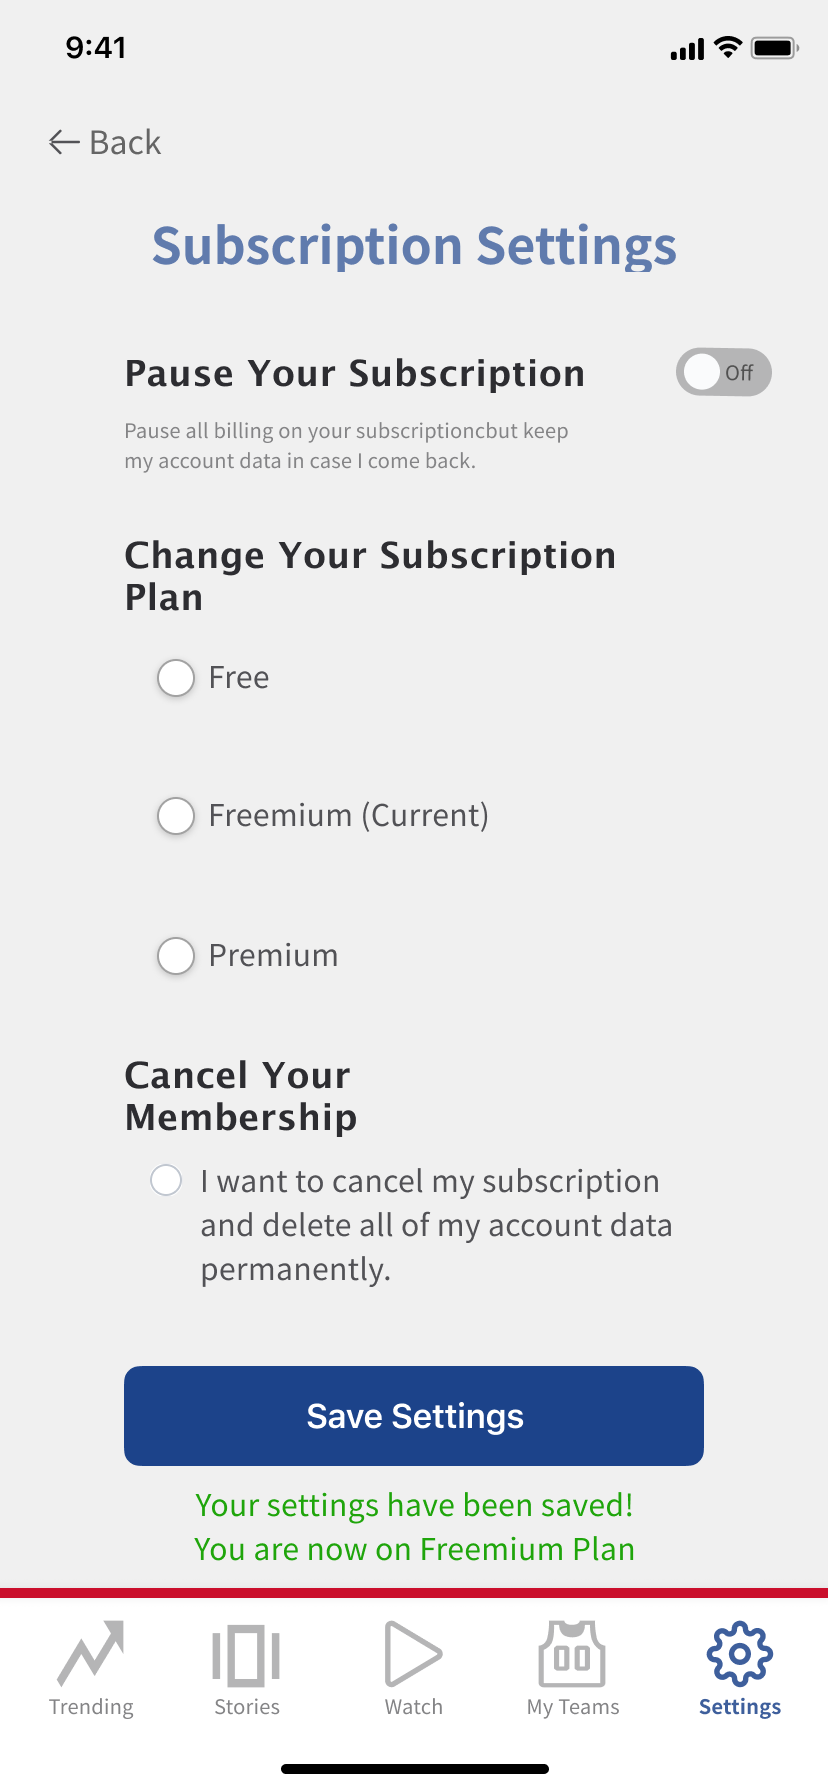 9:41
Back
Subscription Settings
Pause Your Subscription
Off
Pause all billing on your subscriptioncbut keep
my account data in case I come back.
Change Your Subscription
Plan
Free
Freemium (Current)
Premium
Cancel Your
Membership
I want to cancel my subscription
and delete all of my account data
permanently.
Save Settings
Your settings have been saved!
You are now on Freemium Plan
Trending
Stories
Watch
00
My Teams
Settings